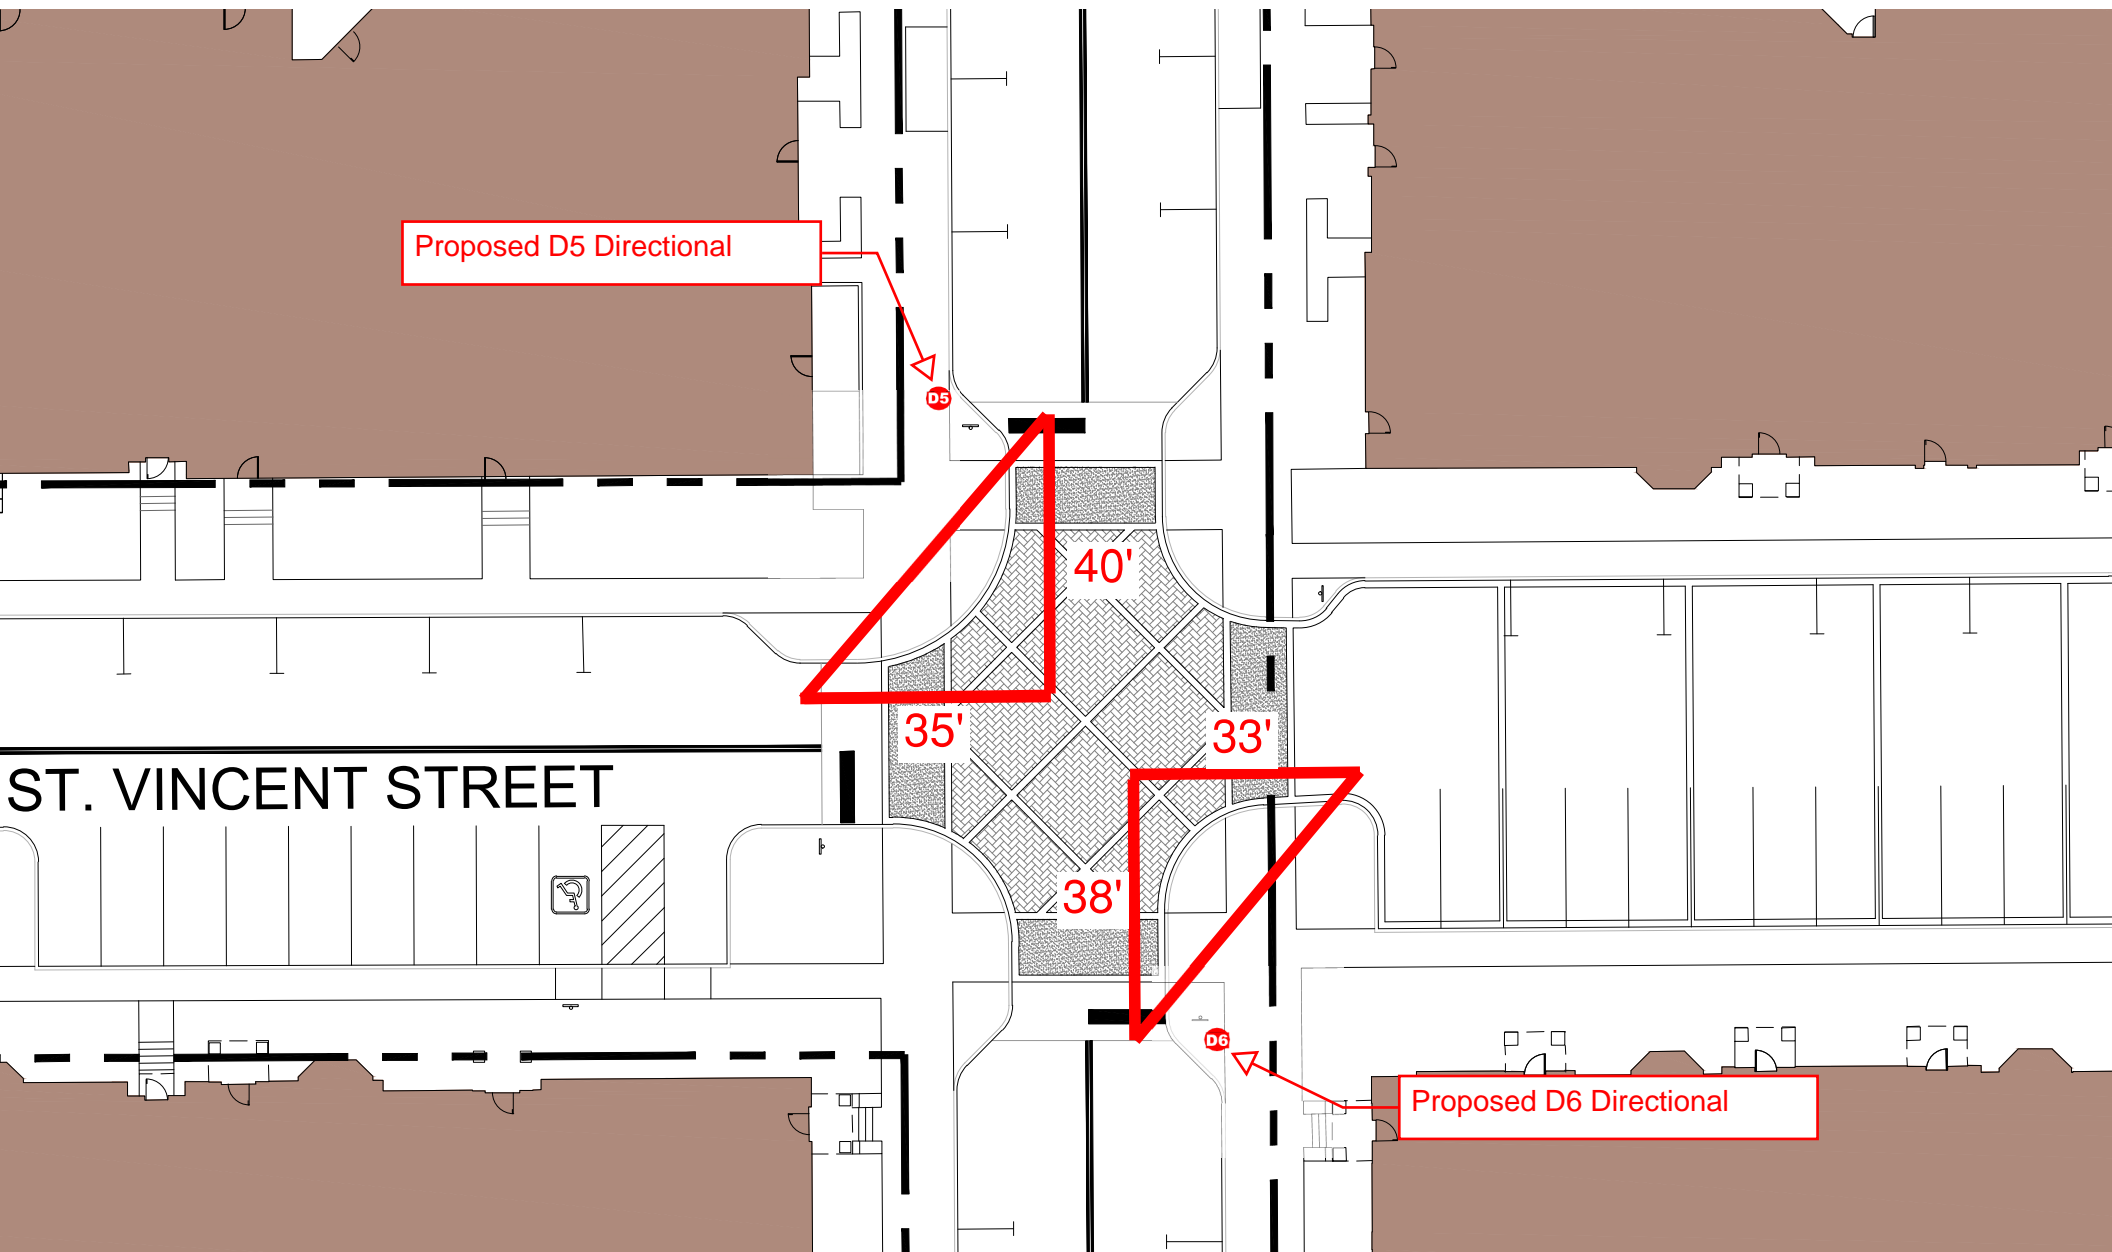 Proposed D5 Directional
D5
40'
35'
33'
ST. VINCENT STREET
38'
D6
Proposed D6 Directional